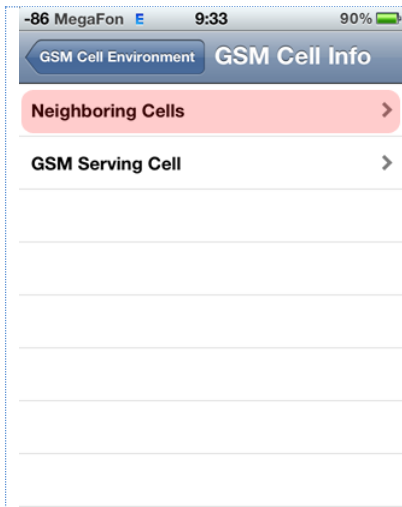 -86 MegaFon E 9:33 90%
GSM Cell Environment GSM Cell Info
Neighboring Cells
GSM Serving Cell